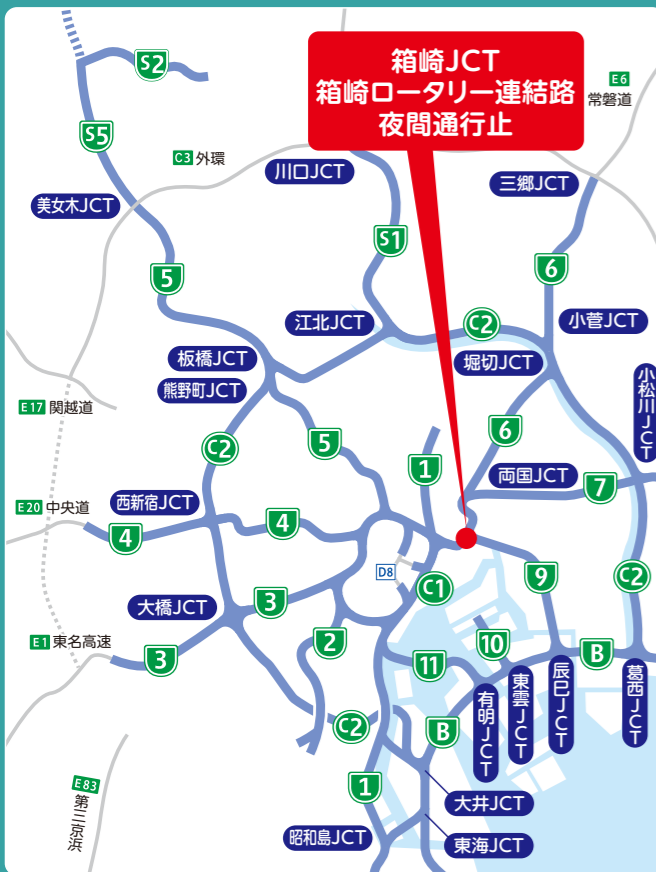 箱崎JCT
箱崎ロータリー連結路
夜間通行止
S2
E6
常磐道
S5
C3 外環
川口JCT
三郷JCT
美女木JCT
S1
5
6
江北JCT
C2
小菅JCT
板橋JCT
堀切JCT
熊野町JCT
小松川JCT
E17 関越道
C2
5
1
6
両国JCT
7
E20 中央道
西新宿JCT
4
4
D8
C1
9
C2
大橋JCT
3
E1 東名高速
3
2
11
10
B
有明JCT
東雲JCT
辰巳JCT
葛西JCT
C2
B
E83
第三京浜
1
大井JCT
昭和島JCT
東海JCT